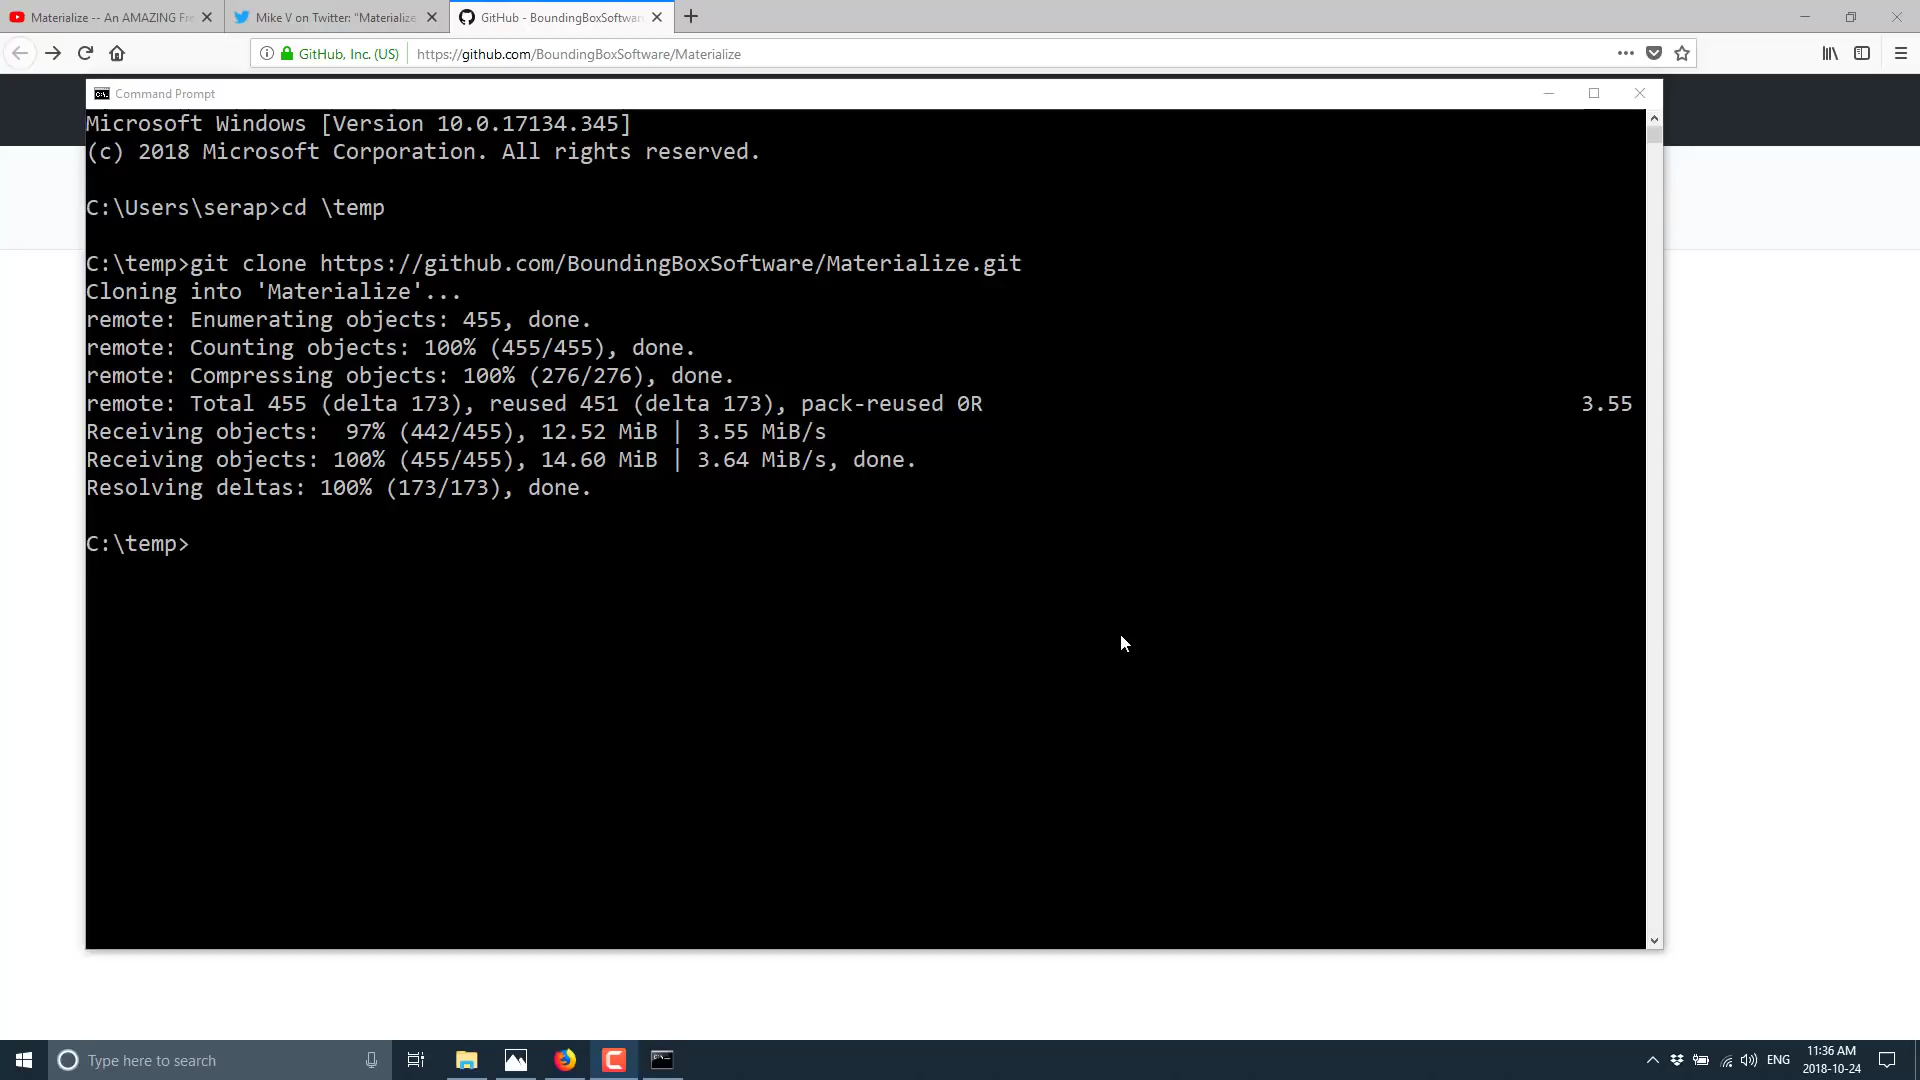 Materialize -- An AMAZING Fre
Mike V on Twitter: "Materialize
GitHub - BoundingBoxSoftwar
GitHub, Inc. (US)
https://github.com/BoundingBoxSoftware/Materialize
Command Prompt
Microsoft Windows [Version 10.0.17134.345]
(c) 2018 Microsoft Corporation. All rights reserved.
C:\Users\serap>cd \temp
C:\temp>git clone https://github.com/BoundingBoxSoftware/Materialize.git
Cloning into 'Materialize'...
remote: Enumerating objects: 455, done.
remote: Counting objects: 100% (455/455), done.
remote: Compressing objects: 100% (276/276), done.
remote: Total 455 (delta 173), reused 451 (delta 173), pack-reused 0R 3.55
Receiving objects:  97% (442/455), 12.52 MiB | 3.55 MiB/s
Receiving objects: 100% (455/455), 14.60 MiB | 3.64 MiB/s, done.
Resolving deltas: 100% (173/173), done.
C:\temp>
Type here to search
ENG
11:36 AM
2018-10-24